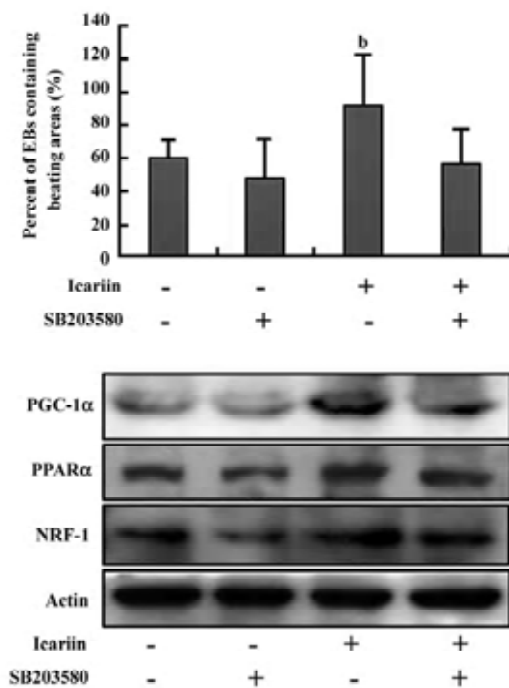 Percent of EBs containing
beating areas (%)
140
120
100
80
60
40
20
0
b
Icariin - - + +
SB203580 - + - +
PGC-1α
PPARα
NRF-1
Actin
Icariin - - + +
SB203580 - + - +